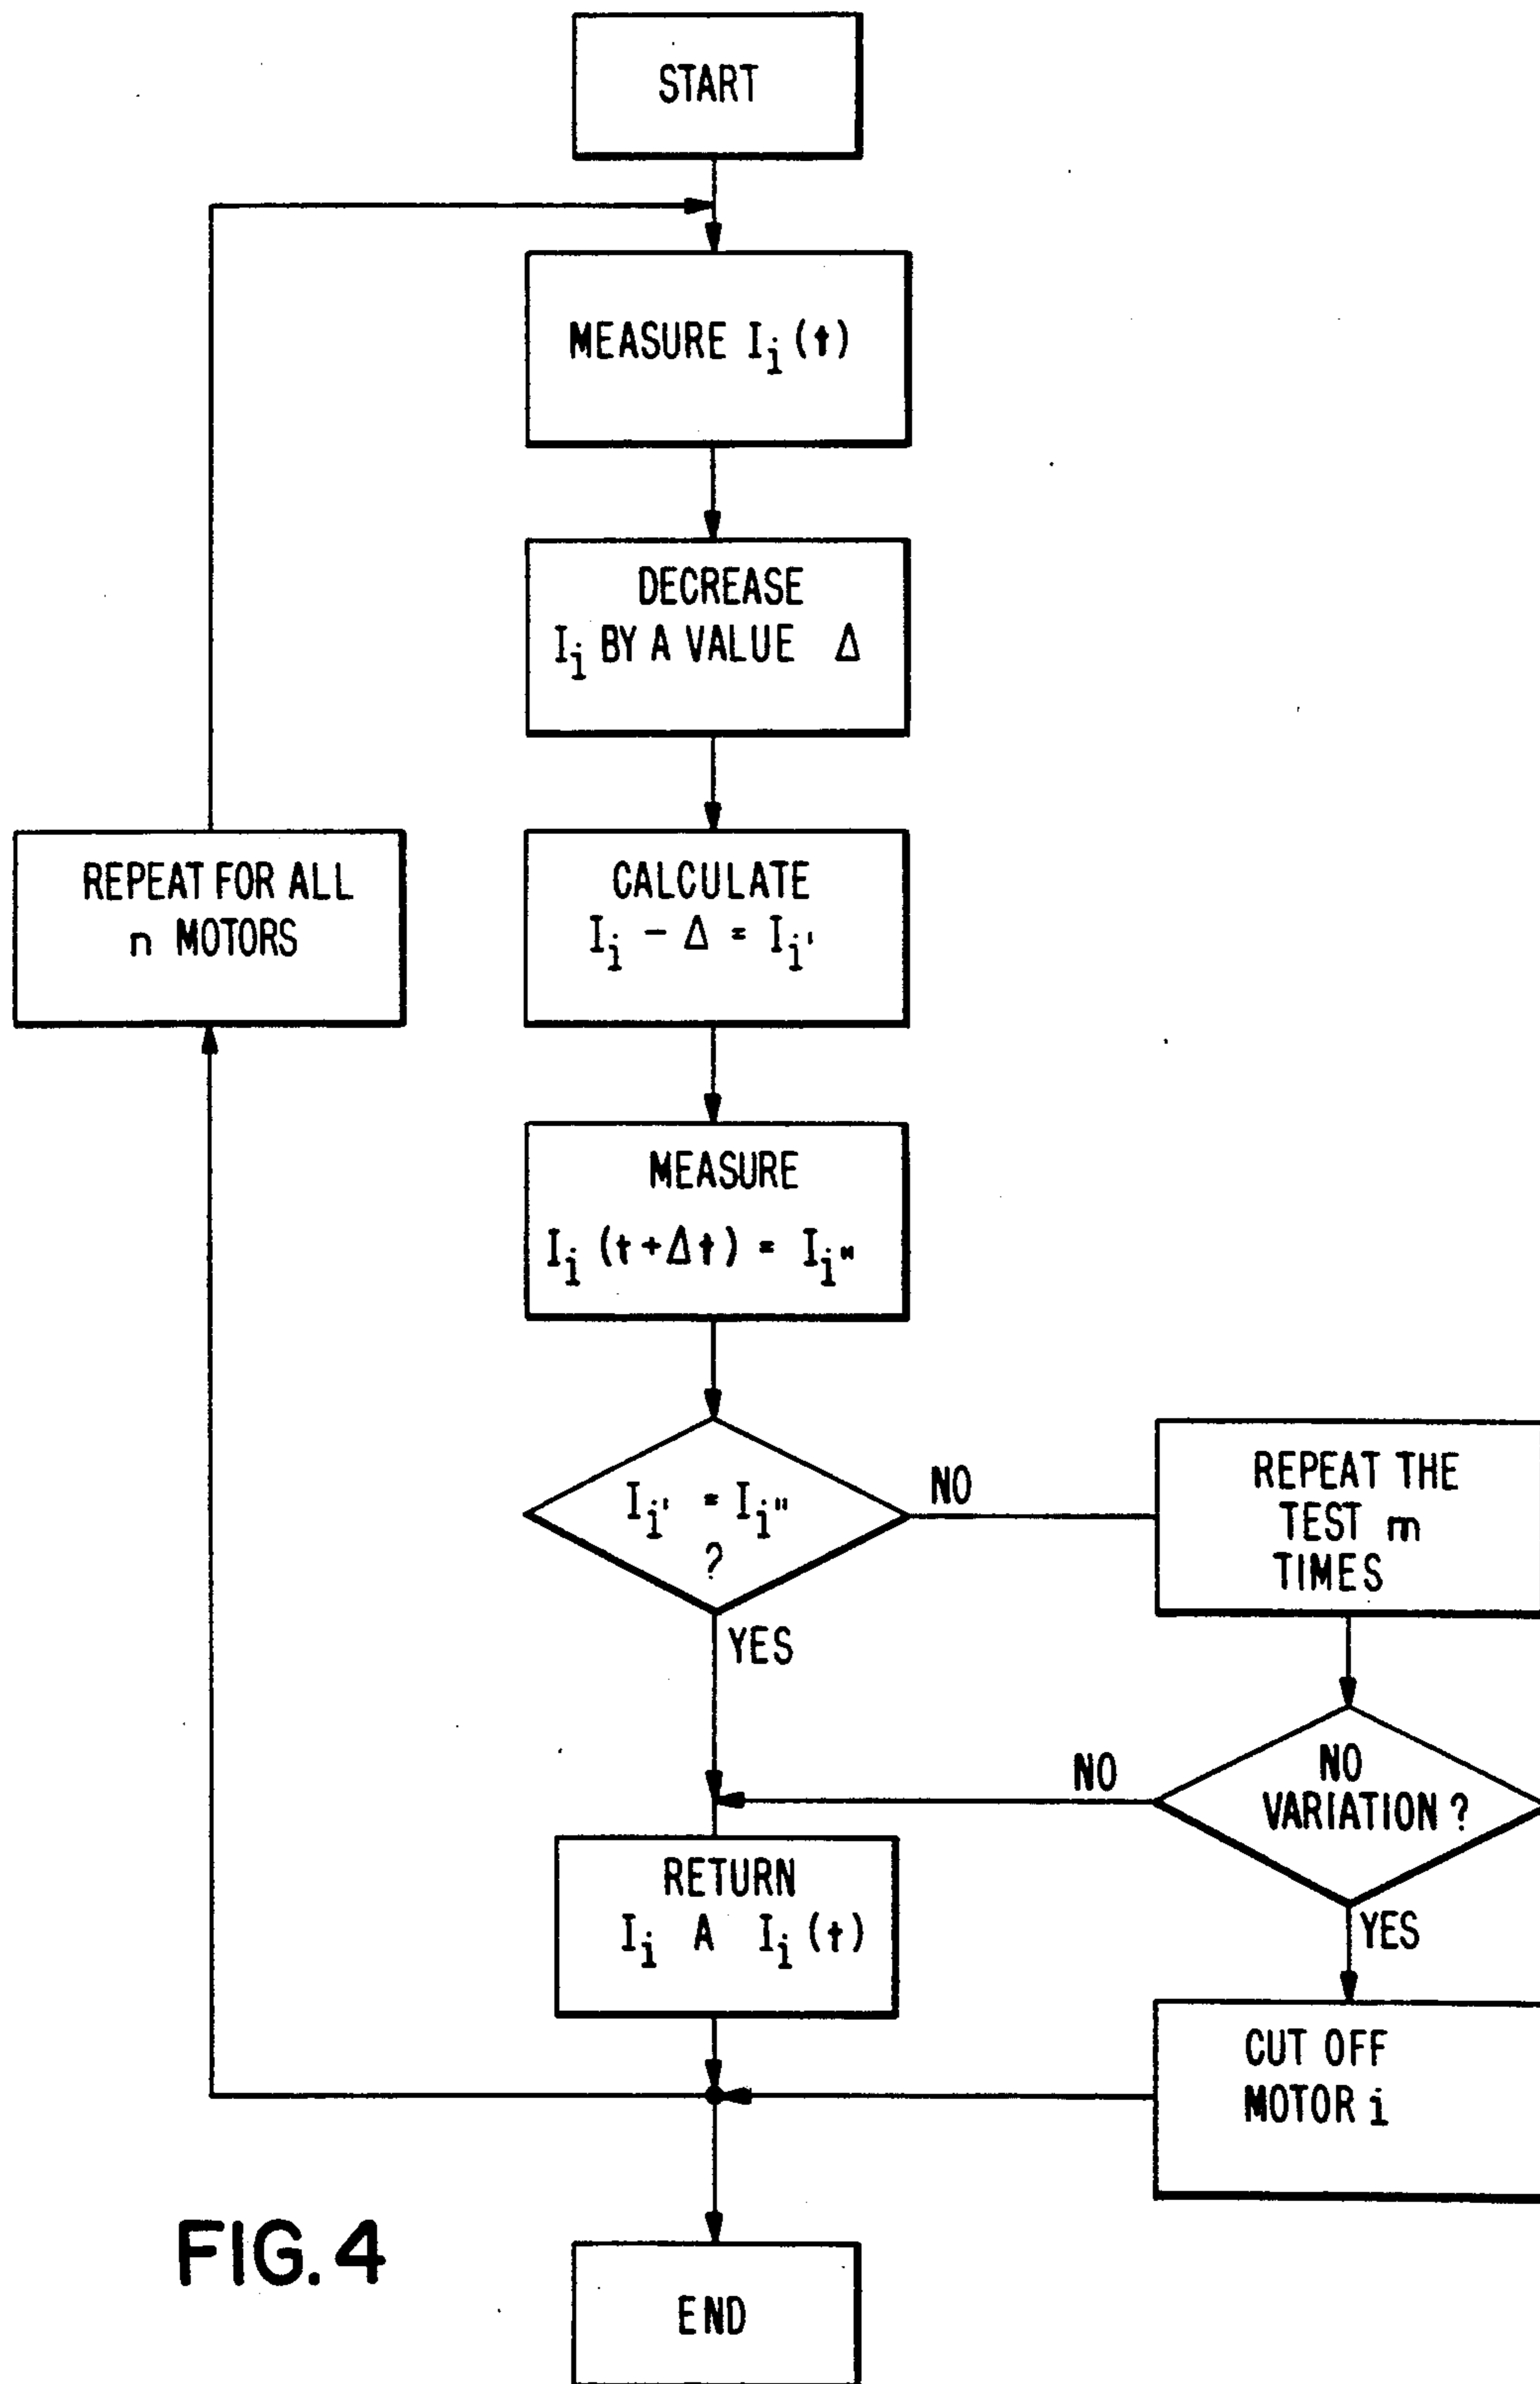 START
MEASURE Iᵢ (t)
DECREASE
Iᵢ BY A VALUE Δ
REPEAT FOR ALL
n MOTORS
CALCULATE
Iᵢ - Δ = Iᵢ'
MEASURE
Iᵢ (t+Δt) = Iᵢ"
Iᵢ' = Iᵢ"
?
NO
YES
REPEAT THE
TEST m
TIMES
NO
VARIATION ?
NO
YES
RETURN
Iᵢ A Iᵢ (t)
CUT OFF
MOTOR i
END
FIG. 4